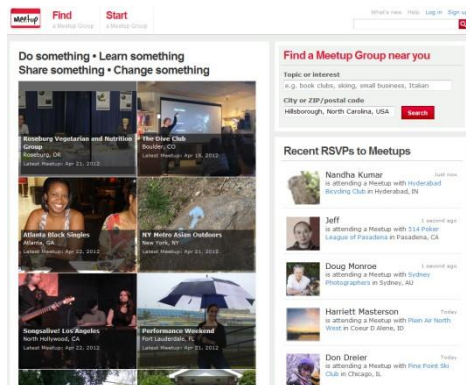 Meetup
Find
a Meetup Group
Start
a Meetup Group
What's new Help Log in Sign up
Do something • Learn something
Share something • Change something
Roseburg Vegetarian and Nutrition
Group
Roseburg, OR
Latest Meetup: Apr 21, 2012
The Dive Club
Boulder, CO
Latest Meetup: Apr 19, 2012
Atlanta Black Singles
Atlanta, GA
Latest Meetup: Apr 22, 2012
NY Metro Asian Outdoors
New York, NY
Latest Meetup: Apr 21, 2012
Songsalive! Los Angeles
North Hollywood, CA
Latest Meetup: Apr 22, 2012
Performance Weekend
Fort Lauderdale, FL
Latest Meetup: Apr 21, 2012
Find a Meetup Group near you
Topic or interest
e.g. book clubs, skiing, small business, Italian
City or ZIP/postal code
Hillsborough, North Carolina, USA
Search
Recent RSVPs to Meetups
Nandha Kumar just now
is attending a Meetup with Hyderabad
Bicycling Club in Hyderabad, IN
Jeff 1 second ago
is attending a Meetup with 314 Poker
League of Pasadena in Pasadena, CA
Doug Monroe 1 second ago
is attending a Meetup with Sydney
Photographers in Sydney, AU
Harriett Masterson Today
is attending a Meetup with Plein Air North
West in Coeur D Alene, ID
Don Dreier Today
is attending a Meetup with Pine Point Ski
Club in Chicago, IL